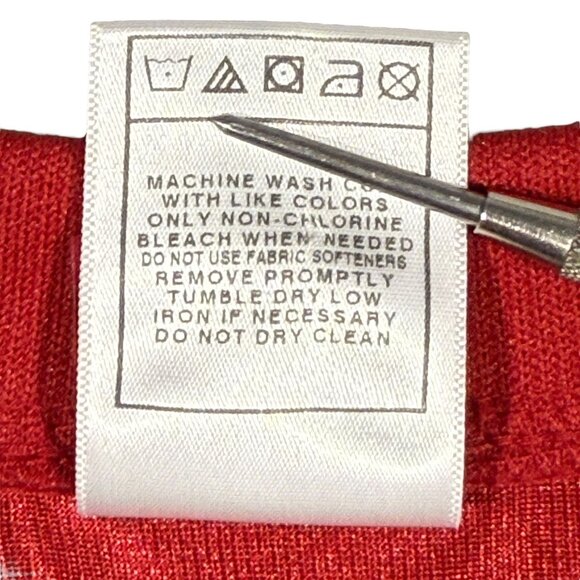 MACHINE WASH
WITH LIKE COLORS
ONLY NON-CHLORINE
BLEACH WHEN NEEDED
DO NOT USE FABRIC SOFTENERS
REMOVE PROMPTLY
TUMBLE DRY LOW
IRON IF NECESSARY
DO NOT DRY CLEAN